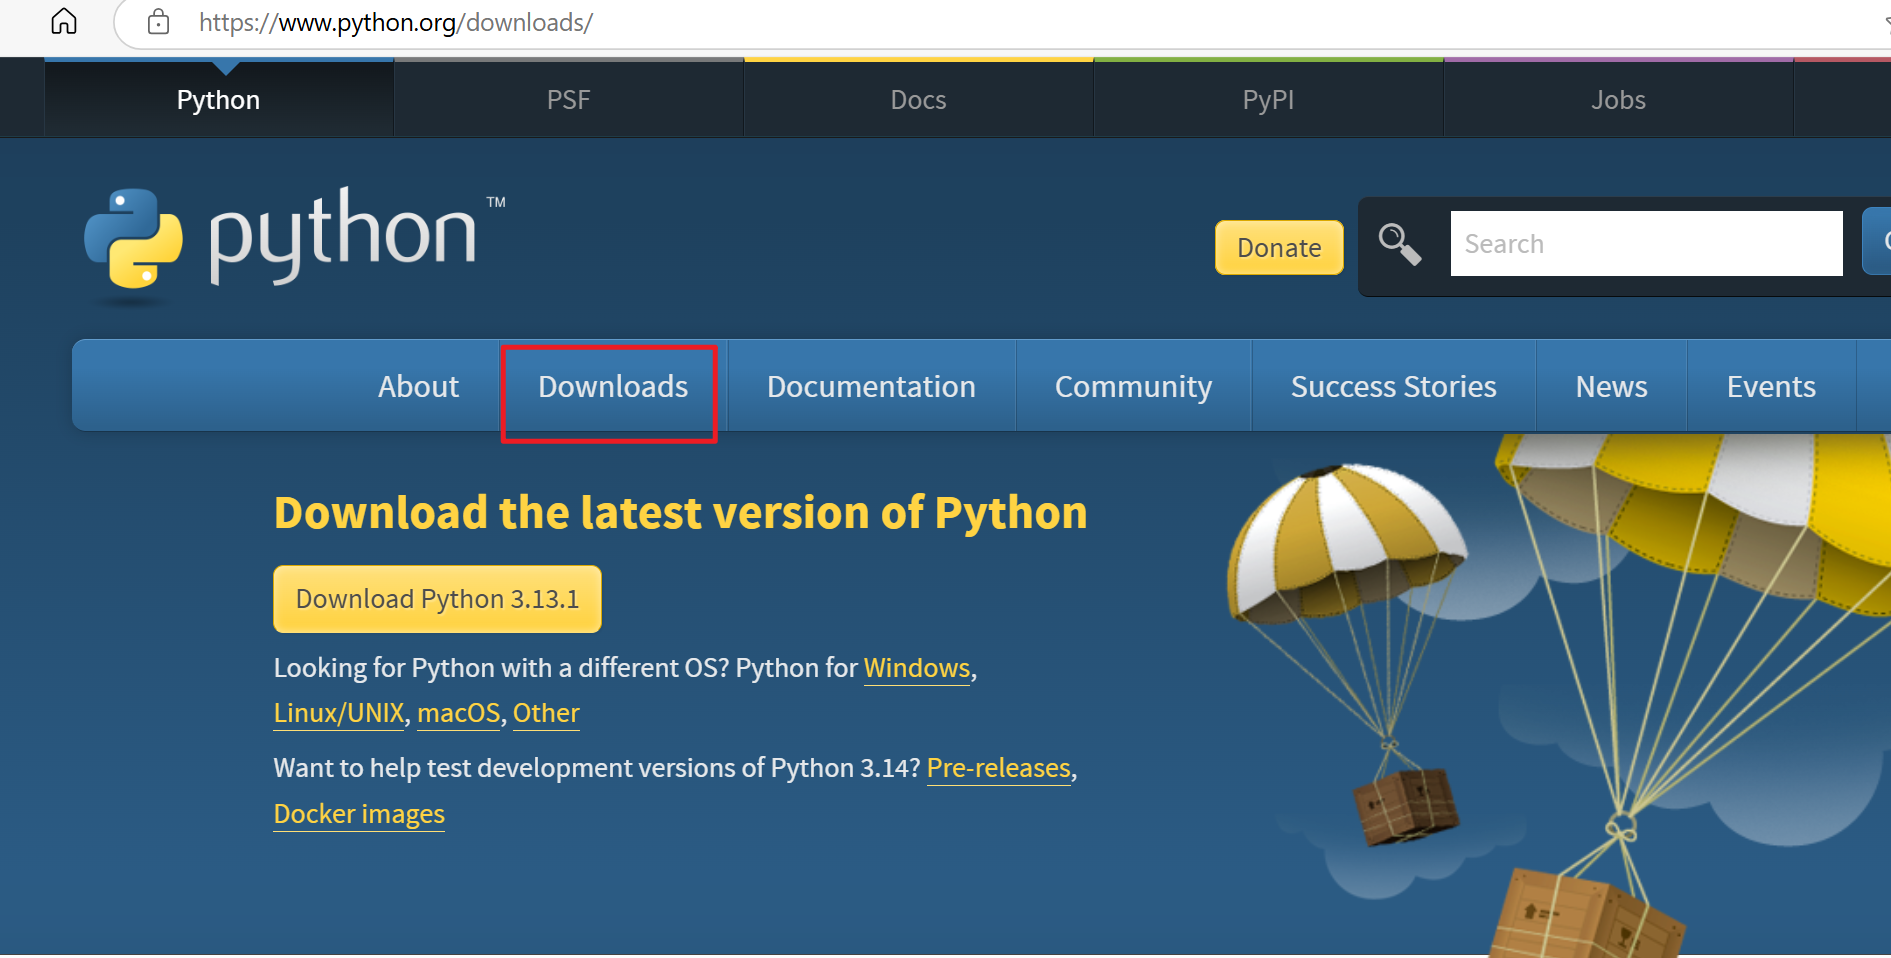 https://www.python.org/downloads/
Python PSF Docs PyPI Jobs
python TM
Donate Search
About Downloads Documentation Community Success Stories News Events
Download the latest version of Python
Download Python 3.13.1
Looking for Python with a different OS? Python for Windows,
Linux/UNIX, macOS, Other
Want to help test development versions of Python 3.14? Pre-releases,
Docker images